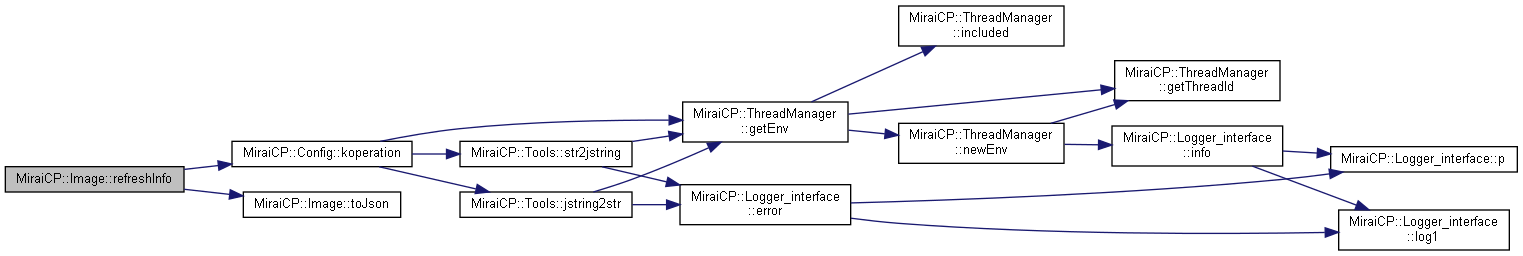 MiraiCP::Image::refreshInfo
MiraiCP::Config::koperation
MiraiCP::Image::toJson
MiraiCP::Tools::str2jstring
MiraiCP::Tools::jstring2str
MiraiCP::ThreadManager
::getEnv
MiraiCP::Logger_interface
::error
MiraiCP::ThreadManager
::included
MiraiCP::ThreadManager
::newEnv
MiraiCP::ThreadManager
::getThreadId
MiraiCP::Logger_interface
::info
MiraiCP::Logger_interface::p
MiraiCP::Logger_interface
::log1